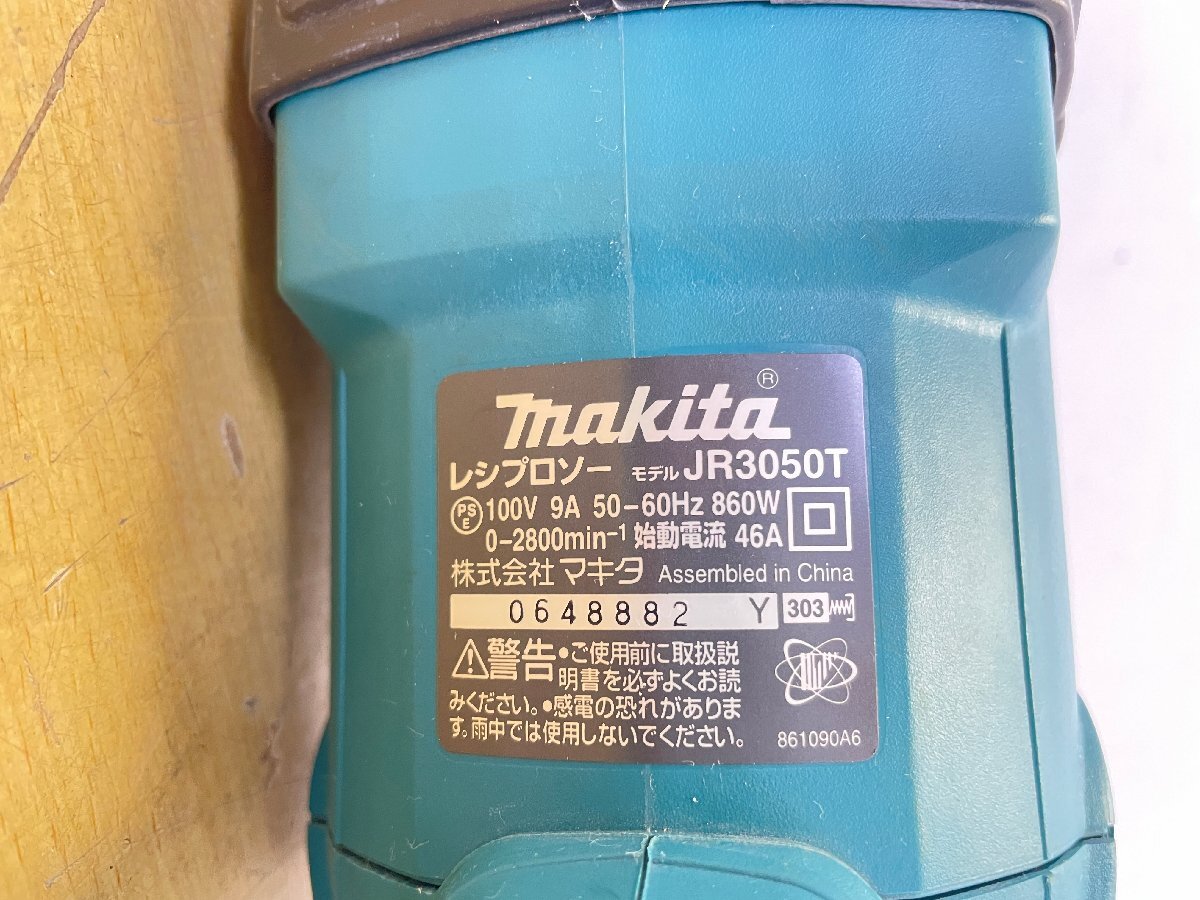 makita®
レシプロソー モデル JR3050T
PS E 100V 9A 50-60Hz 860W
0-2800min⁻¹ 始動電流 46A
株式会社 マキタ Assembled in China
0648882 Y 303
⚠警告 •ご使用前に取扱説
明書を必ずよくお読
みください。•感電の恐れがありま
す。雨中では使用しないでください。
861090A6